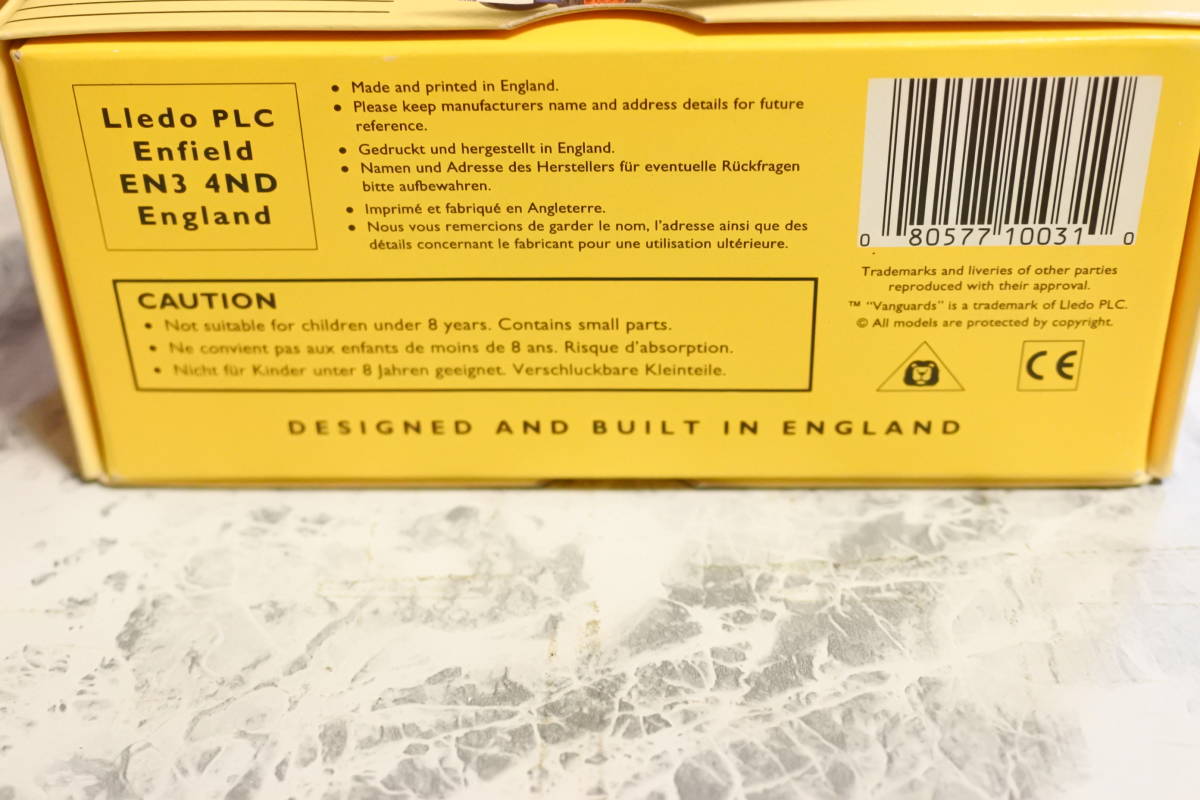 Lledo PLC
Enfield
EN3 4ND
England
• Made and printed in England.
• Please keep manufacturers name and address details for future
reference.
• Gedruckt und hergestellt in England.
• Namen und Adresse des Herstellers für eventuelle Rückfragen
bitte aufbewahren.
• Imprimé et fabriqué en Angleterre.
• Nous vous remercions de garder le nom, l'adresse ainsi que des
détails concernant le fabricant pour une utilisation ultérieure.
0 80577 10031 0
Trademarks and liveries of other parties
reproduced with their approval.
™ "Vanguards" is a trademark of Lledo PLC.
© All models are protected by copyright.
CE
CAUTION
• Not suitable for children under 8 years. Contains small parts.
• Ne convient pas aux enfants de moins de 8 ans. Risque d'absorption.
• Nicht für Kinder unter 8 Jahren geeignet. Verschluckbare Kleinteile.
DESIGNED AND BUILT IN ENGLAND